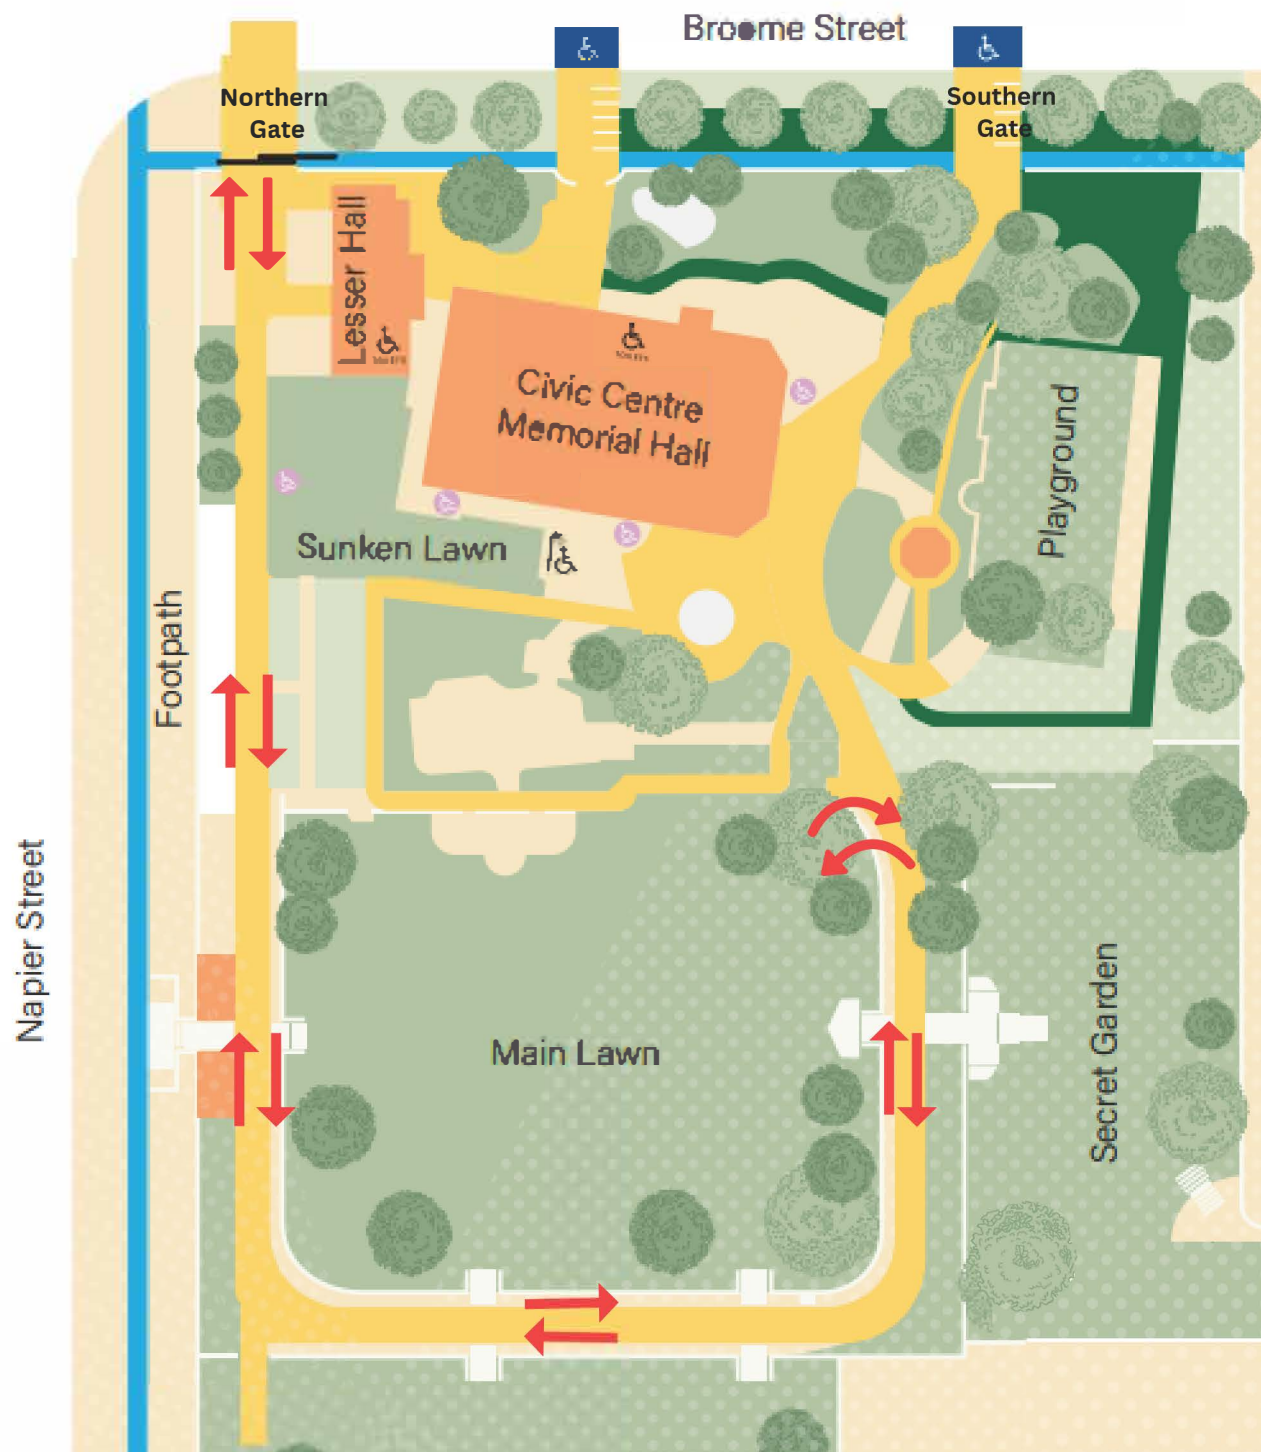 Broome Street
Northern
Gate
Southern
Gate
Lesser Hall
Civic Centre
Memorial Hall
Playground
Sunken Lawn
Footpath
Napier Street
Main Lawn
Secret Garden